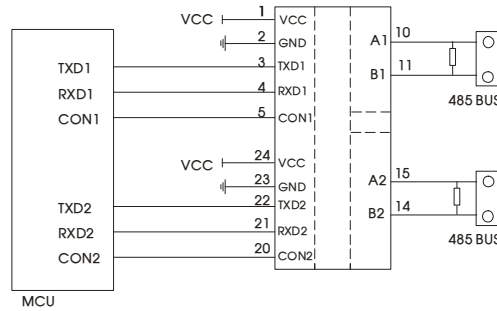 VCC 1 VCC
2 GND A1 10
TXD1 3 TXD1
RXD1 4 RXD1 B1 11
CON1 5 CON1 485 BUS
VCC 24 VCC
23 GND A2 15
TXD2 22 TXD2
RXD2 21 RXD2 B2 14
CON2 20 CON2 485 BUS
MCU